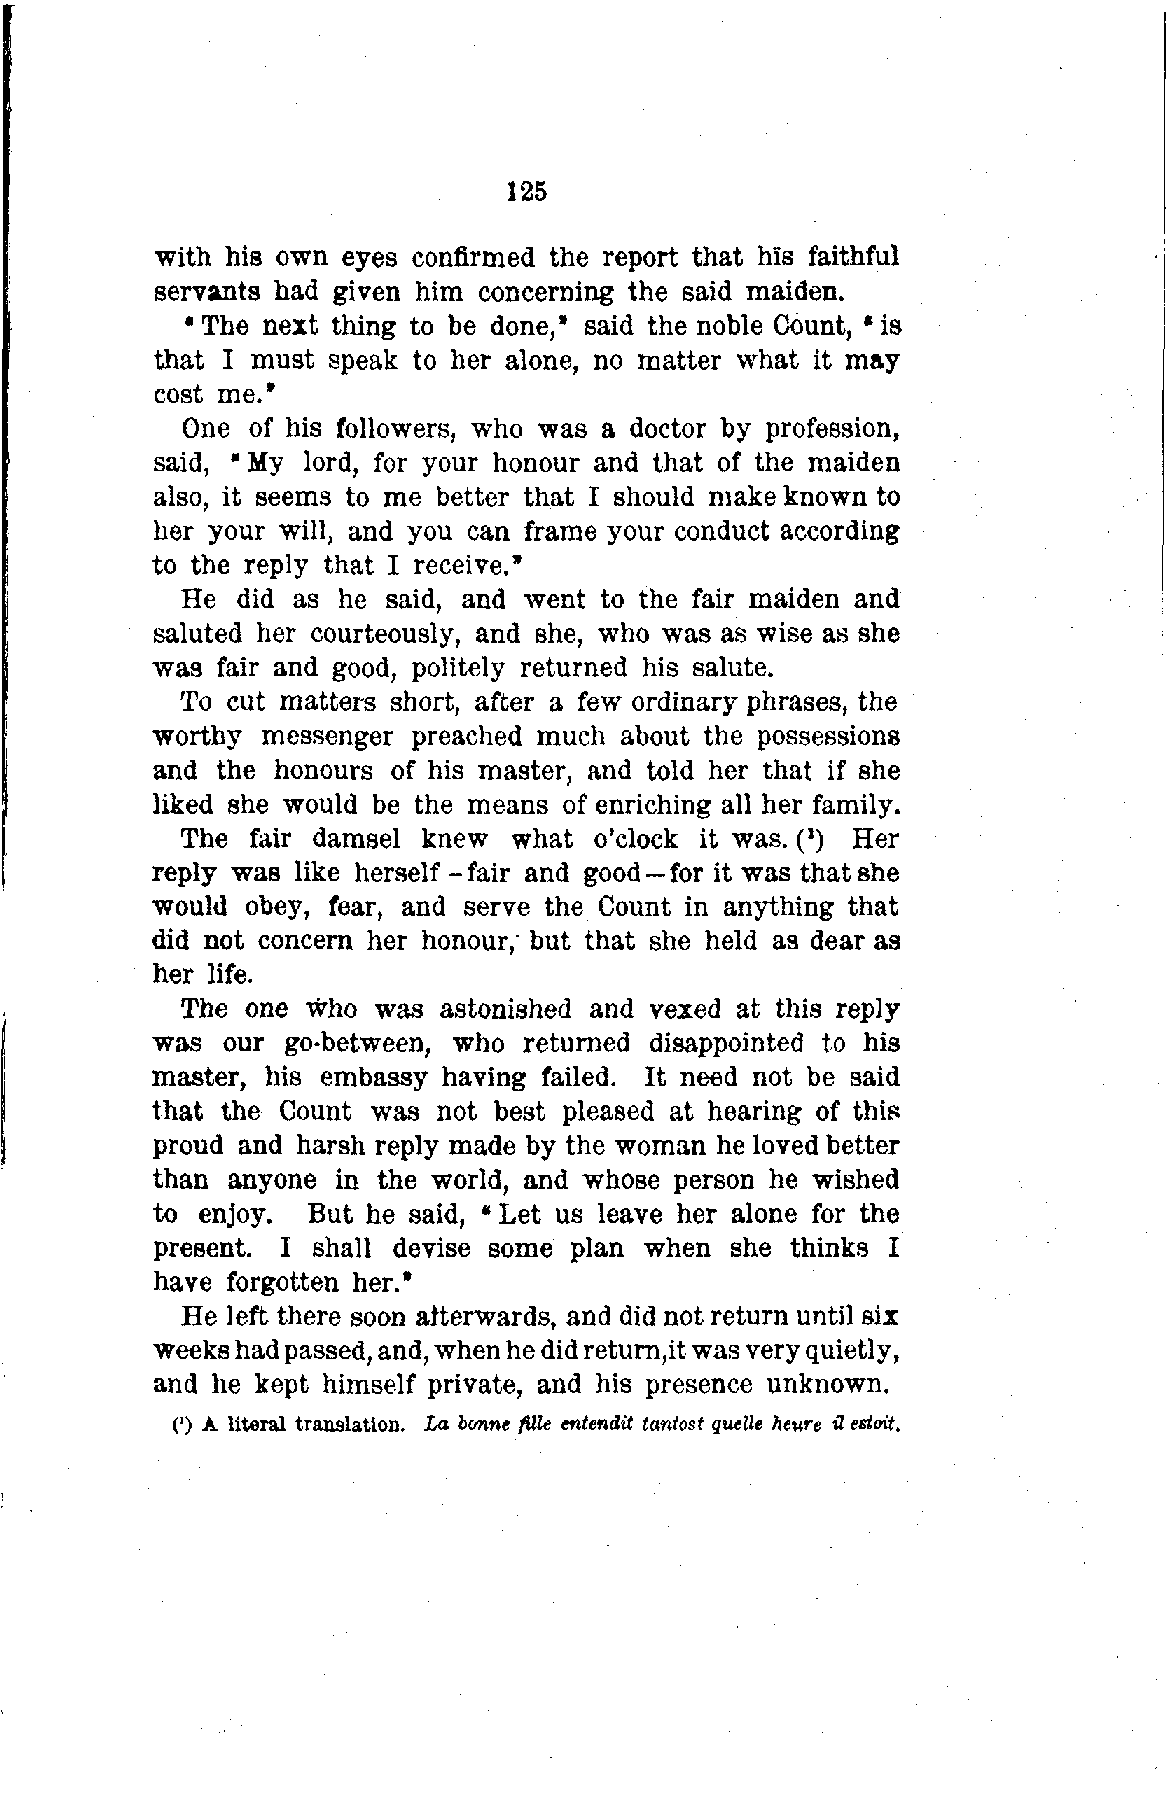 125
with his own eyes confirmed the report that his faithful
servants had given him concerning the said maiden.
"The next thing to be done," said the noble Count, "is
that I must speak to her alone, no matter what it may
cost me."
One of his followers, who was a doctor by profession,
said, "My lord, for your honour and that of the maiden
also, it seems to me better that I should make known to
her your will, and you can frame your conduct according
to the reply that I receive."
He did as he said, and went to the fair maiden and
saluted her courteously, and she, who was as wise as she
was fair and good, politely returned his salute.
To cut matters short, after a few ordinary phrases, the
worthy messenger preached much about the possessions
and the honours of his master, and told her that if she
liked she would be the means of enriching all her family.
The fair damsel knew what o'clock it was. (¹) Her
reply was like herself – fair and good — for it was that she
would obey, fear, and serve the Count in anything that
did not concern her honour, but that she held as dear as
her life.
The one who was astonished and vexed at this reply
was our go-between, who returned disappointed to his
master, his embassy having failed. It need not be said
that the Count was not best pleased at hearing of this
proud and harsh reply made by the woman he loved better
than anyone in the world, and whose person he wished
to enjoy. But he said, "Let us leave her alone for the
present. I shall devise some plan when she thinks I
have forgotten her."
He left there soon afterwards, and did not return until six
weeks had passed, and, when he did return, it was very quietly,
and he kept himself private, and his presence unknown.
(¹) A literal translation. La bonne fille entendit tantost quelle heure il estoit.